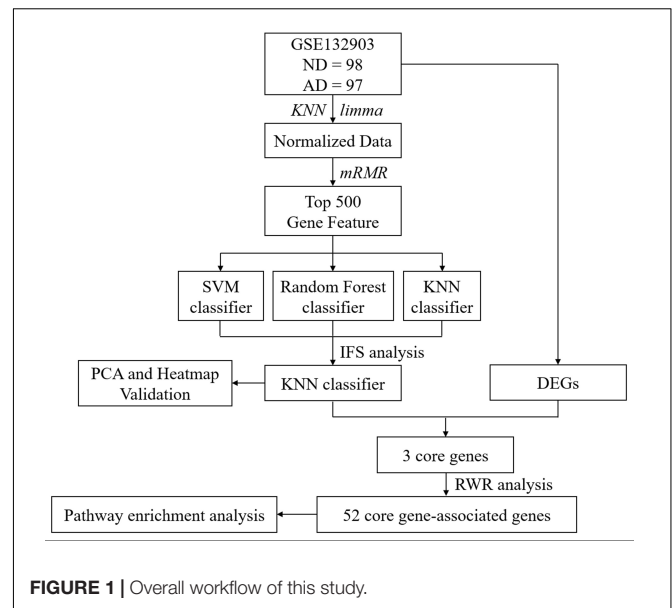 GSE132903
ND = 98
AD = 97
KNN limma
Normalized Data
mRMR
Top 500
Gene Feature
SVM
classifier
Random Forest
classifier
KNN
classifier
IFS analysis
PCA and Heatmap
Validation
KNN classifier
DEGs
3 core genes
RWR analysis
Pathway enrichment analysis
52 core gene-associated genes
FIGURE 1 | Overall workflow of this study.